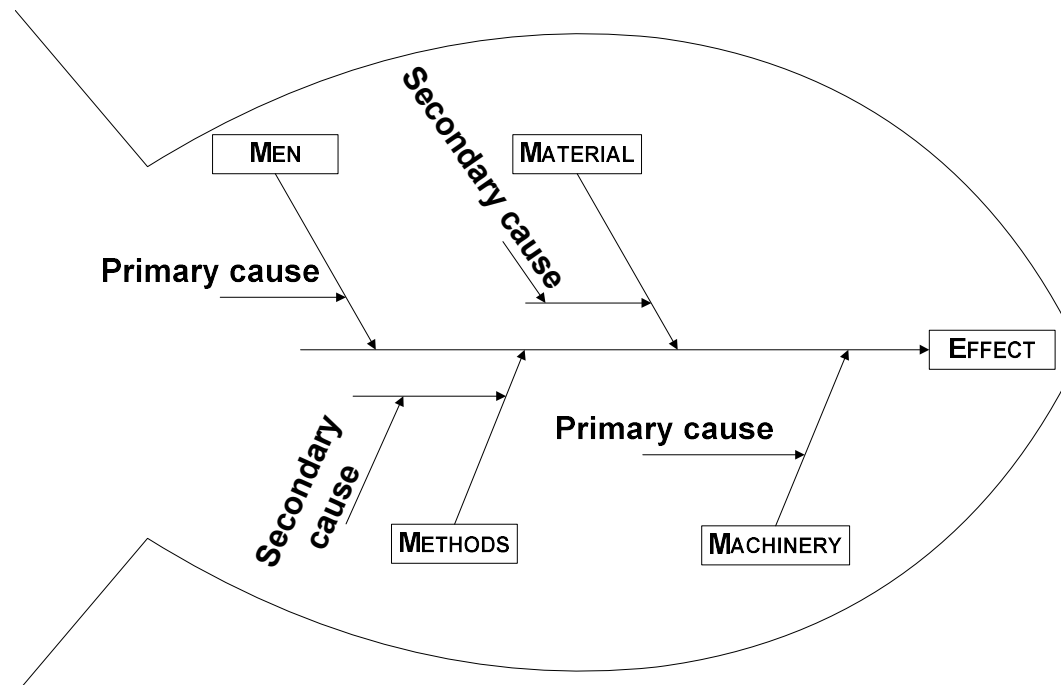 MEN
MATERIAL
Secondary cause
Primary cause
EFFECT
Primary cause
Secondary
cause
METHODS
MACHINERY